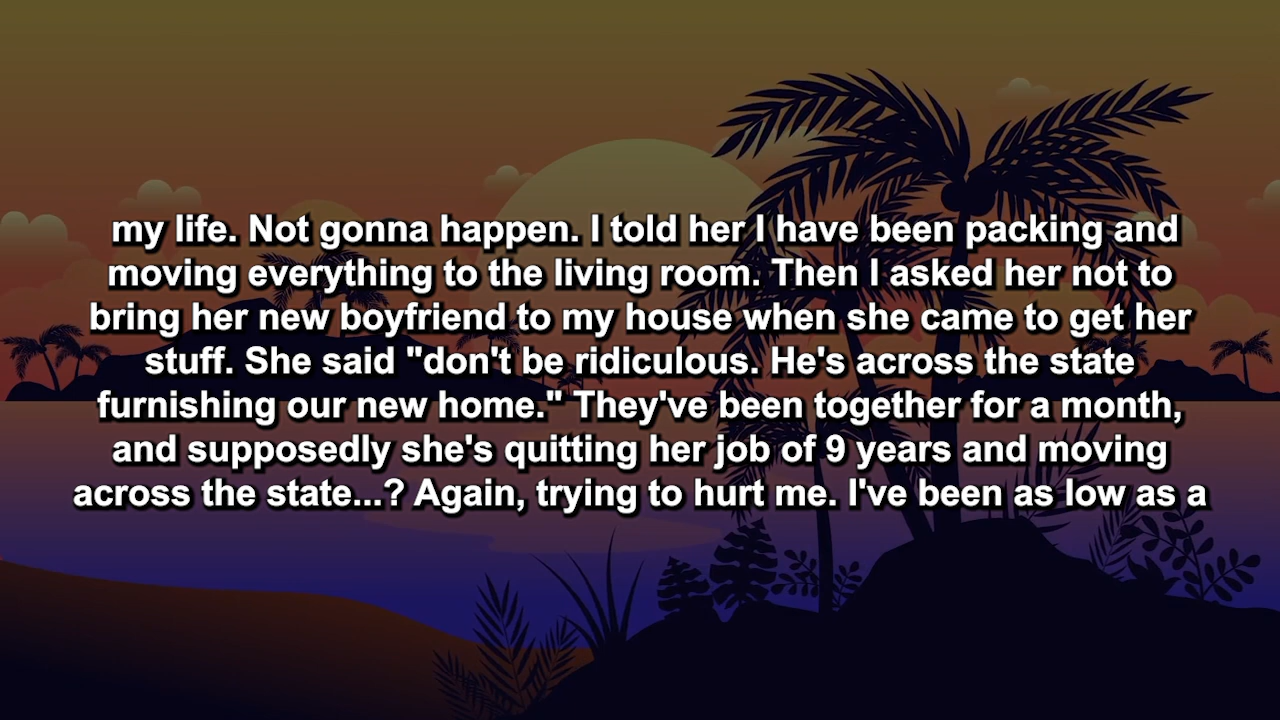 my life. Not gonna happen. I told her I have been packing and
moving everything to the living room. Then I asked her not to
bring her new boyfriend to my house when she came to get her
stuff. She said "don't be ridiculous. He's across the state
furnishing our new home." They've been together for a month,
and supposedly she's quitting her job of 9 years and moving
across the state...? Again, trying to hurt me. I've been as low as a